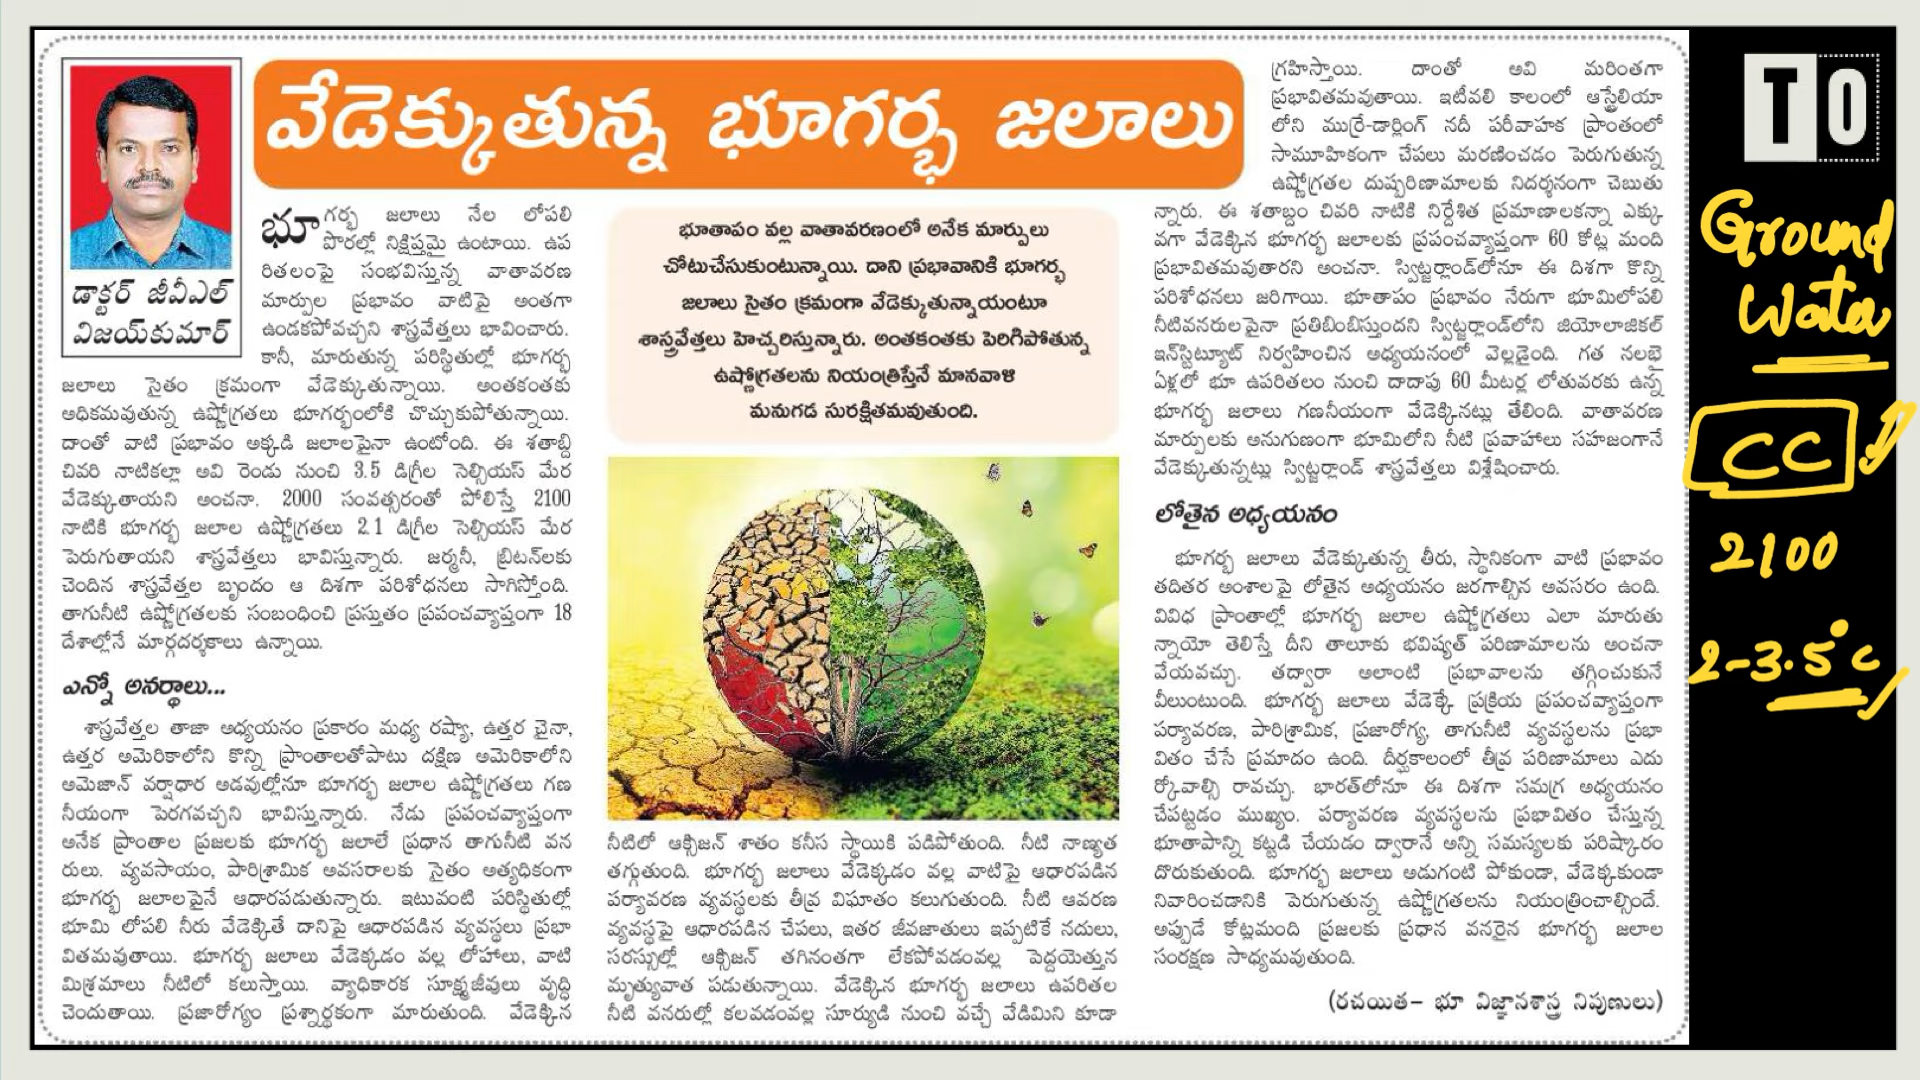 వేడెక్కుతున్న భూగర్భ జలాలు
డాక్టర్ జీవీఎల్
విజయ్‌కుమార్
భూగర్భ జలాలు నేల లోపలి
పొరల్లో నిక్షిప్తమై ఉంటాయి. ఉప
రితలంపై సంభవిస్తున్న వాతావరణ
మార్పుల ప్రభావం వాటిపై అంతగా
ఉండకపోవచ్చని శాస్త్రవేత్తలు భావించారు.
కానీ, మారుతున్న పరిస్థితుల్లో భూగర్భ
జలాలు సైతం క్రమంగా వేడెక్కుతున్నాయి. అంతకంతకు
అధికమవుతున్న ఉష్ణోగ్రతలు భూగర్భంలోకి చొచ్చుకుపోతున్నాయి.
దాంతో వాటి ప్రభావం అక్కడి జలాలపైనా ఉంటోంది. ఈ శతాబ్ది
చివరి నాటికల్లా అవి రెండు నుంచి 3.5 డిగ్రీల సెల్సియస్ మేర
వేడెక్కుతాయని అంచనా. 2000 సంవత్సరంతో పోలిస్తే 2100
నాటికి భూగర్భ జలాల ఉష్ణోగ్రతలు 2.1 డిగ్రీల సెల్సియస్ మేర
పెరుగుతాయని శాస్త్రవేత్తలు భావిస్తున్నారు. జర్మనీ, బ్రిటన్‌లకు
చెందిన శాస్త్రవేత్తల బృందం ఆ దిశగా పరిశోధనలు సాగిస్తోంది.
తాగునీటి ఉష్ణోగ్రతలకు సంబంధించి ప్రస్తుతం ప్రపంచవ్యాప్తంగా 18
దేశాల్లోనే మార్గదర్శకాలు ఉన్నాయి.
ఎన్నో అనర్థాలు...
శాస్త్రవేత్తల తాజా అధ్యయనం ప్రకారం మధ్య రష్యా, ఉత్తర చైనా,
ఉత్తర అమెరికాలోని కొన్ని ప్రాంతాలతోపాటు దక్షిణ అమెరికాలోని
అమెజాన్ వర్షాధార అడవుల్లోనూ భూగర్భ జలాల ఉష్ణోగ్రతలు గణ
నీయంగా పెరగవచ్చని భావిస్తున్నారు. నేడు ప్రపంచవ్యాప్తంగా
అనేక ప్రాంతాల ప్రజలకు భూగర్భ జలాలే ప్రధాన తాగునీటి వన
రులు. వ్యవసాయం, పారిశ్రామిక అవసరాలకు సైతం అత్యధికంగా
భూగర్భ జలాలపైనే ఆధారపడుతున్నారు. ఇటువంటి పరిస్థితుల్లో
భూమి లోపలి నీరు వేడెక్కితే దానిపై ఆధారపడిన వ్యవస్థలు ప్రభా
వితమవుతాయి. భూగర్భ జలాలు వేడెక్కడం వల్ల లోహాలు, వాటి
మిశ్రమాలు నీటిలో కలుస్తాయి. వ్యాధికారక సూక్ష్మజీవులు వృద్ధి
చెందుతాయి. ప్రజారోగ్యం ప్రశ్నార్థకంగా మారుతుంది. వేడెక్కిన
భూతాపం వల్ల వాతావరణంలో అనేక మార్పులు
చోటుచేసుకుంటున్నాయి. దాని ప్రభావానికి భూగర్భ
జలాలు సైతం క్రమంగా వేడెక్కుతున్నాయంటూ
శాస్త్రవేత్తలు హెచ్చరిస్తున్నారు. అంతకంతకు పెరిగిపోతున్న
ఉష్ణోగ్రతలను నియంత్రిస్తేనే మానవాళి
మనుగడ సురక్షితమవుతుంది.
నీటిలో ఆక్సిజన్ శాతం కనీస స్థాయికి పడిపోతుంది. నీటి నాణ్యత
తగ్గుతుంది. భూగర్భ జలాలు వేడెక్కడం వల్ల వాటిపై ఆధారపడిన
పర్యావరణ వ్యవస్థలకు తీవ్ర విఘాతం కలుగుతుంది. నీటి ఆవరణ
వ్యవస్థపై ఆధారపడిన చేపలు, ఇతర జీవజాతులు ఇప్పటికే నదులు,
సరస్సుల్లో ఆక్సిజన్ తగినంతగా లేకపోవడంవల్ల పెద్దయెత్తున
మృత్యువాత పడుతున్నాయి. వేడెక్కిన భూగర్భ జలాలు ఉపరితల
నీటి వనరుల్లో కలవడంవల్ల సూర్యుడి నుంచి వచ్చే వేడిమిని కూడా
గ్రహిస్తాయి. దాంతో అవి మరింతగా
ప్రభావితమవుతాయి. ఇటీవలి కాలంలో ఆస్ట్రేలియా
లోని ముర్రే-డార్లింగ్ నదీ పరీవాహక ప్రాంతంలో
సామూహికంగా చేపలు మరణించడం పెరుగుతున్న
ఉష్ణోగ్రతల దుష్పరిణామాలకు నిదర్శనంగా చెబుతు
న్నారు. ఈ శతాబ్దం చివరి నాటికి నిర్దేశిత ప్రమాణాలకన్నా ఎక్కు
వగా వేడెక్కిన భూగర్భ జలాలకు ప్రపంచవ్యాప్తంగా 60 కోట్ల మంది
ప్రభావితమవుతారని అంచనా. స్విట్జర్లాండ్‌లోనూ ఈ దిశగా కొన్ని
పరిశోధనలు జరిగాయి. భూతాపం ప్రభావం నేరుగా భూమిలోపలి
నీటివనరులపైనా ప్రతిబింబిస్తుందని స్విట్జర్లాండ్‌లోని జియోలాజికల్
ఇన్‌స్టిట్యూట్ నిర్వహించిన అధ్యయనంలో వెల్లడైంది. గత నలభై
ఏళ్లలో భూ ఉపరితలం నుంచి దాదాపు 60 మీటర్ల లోతువరకు ఉన్న
భూగర్భ జలాలు గణనీయంగా వేడెక్కినట్లు తేలింది. వాతావరణ
మార్పులకు అనుగుణంగా భూమిలోని నీటి ప్రవాహాలు సహజంగానే
వేడెక్కుతున్నట్లు స్విట్జర్లాండ్ శాస్త్రవేత్తలు విశ్లేషించారు.
లోతైన అధ్యయనం
భూగర్భ జలాలు వేడెక్కుతున్న తీరు, స్థానికంగా వాటి ప్రభావం
తదితర అంశాలపై లోతైన అధ్యయనం జరగాల్సిన అవసరం ఉంది.
వివిధ ప్రాంతాల్లో భూగర్భ జలాల ఉష్ణోగ్రతలు ఎలా మారుతు
న్నాయో తెలిస్తే దీని తాలూకు భవిష్యత్ పరిణామాలను అంచనా
వేయవచ్చు. తద్వారా అలాంటి ప్రభావాలను తగ్గించుకునే
వీలుంటుంది. భూగర్భ జలాలు వేడెక్కే ప్రక్రియ ప్రపంచవ్యాప్తంగా
పర్యావరణ, పారిశ్రామిక, ప్రజారోగ్య, తాగునీటి వ్యవస్థలను ప్రభా
వితం చేసే ప్రమాదం ఉంది. దీర్ఘకాలంలో తీవ్ర పరిణామాలు ఎదు
ర్కోవాల్సి రావచ్చు. భారత్‌లోనూ ఈ దిశగా సమగ్ర అధ్యయనం
చేపట్టడం ముఖ్యం. పర్యావరణ వ్యవస్థలను ప్రభావితం చేస్తున్న
భూతాపాన్ని కట్టడి చేయడం ద్వారానే అన్ని సమస్యలకు పరిష్కారం
దొరుకుతుంది. భూగర్భ జలాలు అడుగంటి పోకుండా, వేడెక్కకుండా
నివారించడానికి పెరుగుతున్న ఉష్ణోగ్రతలను నియంత్రించాల్సిందే.
అప్పుడే కోట్లమంది ప్రజలకు ప్రధాన వనరైన భూగర్భ జలాల
సంరక్షణ సాధ్యమవుతుంది.
(రచయిత- భూ విజ్ఞానశాస్త్ర నిపుణులు)
TO
Ground
Water
CC
2100
2-3.5°C